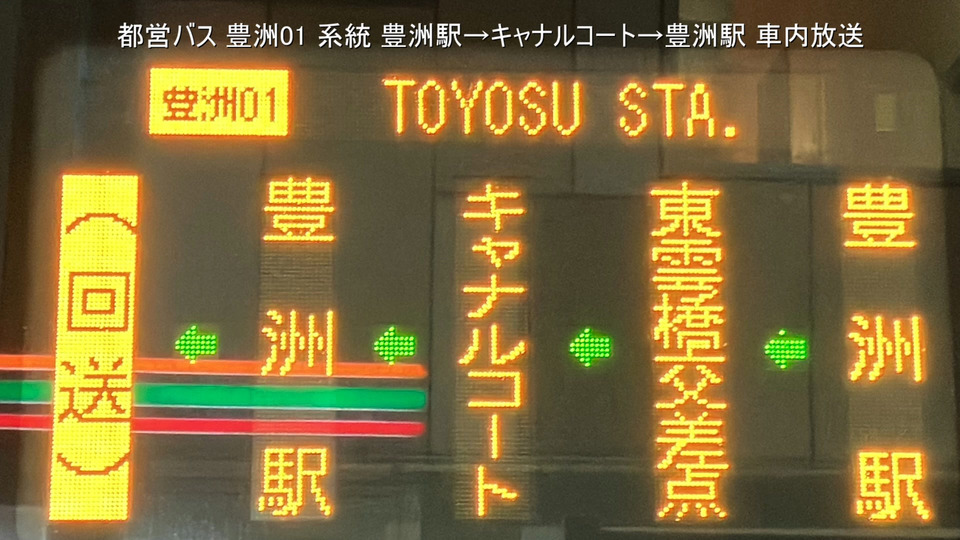 都営バス 豊洲01 系統 豊洲駅→キャナルコート→豊洲駅 車内放送
豊洲01
TOYOSU STA.
豊洲駅
←
東雲橋交差点
←
キャナルコート
←
豊洲駅
←
(回送)